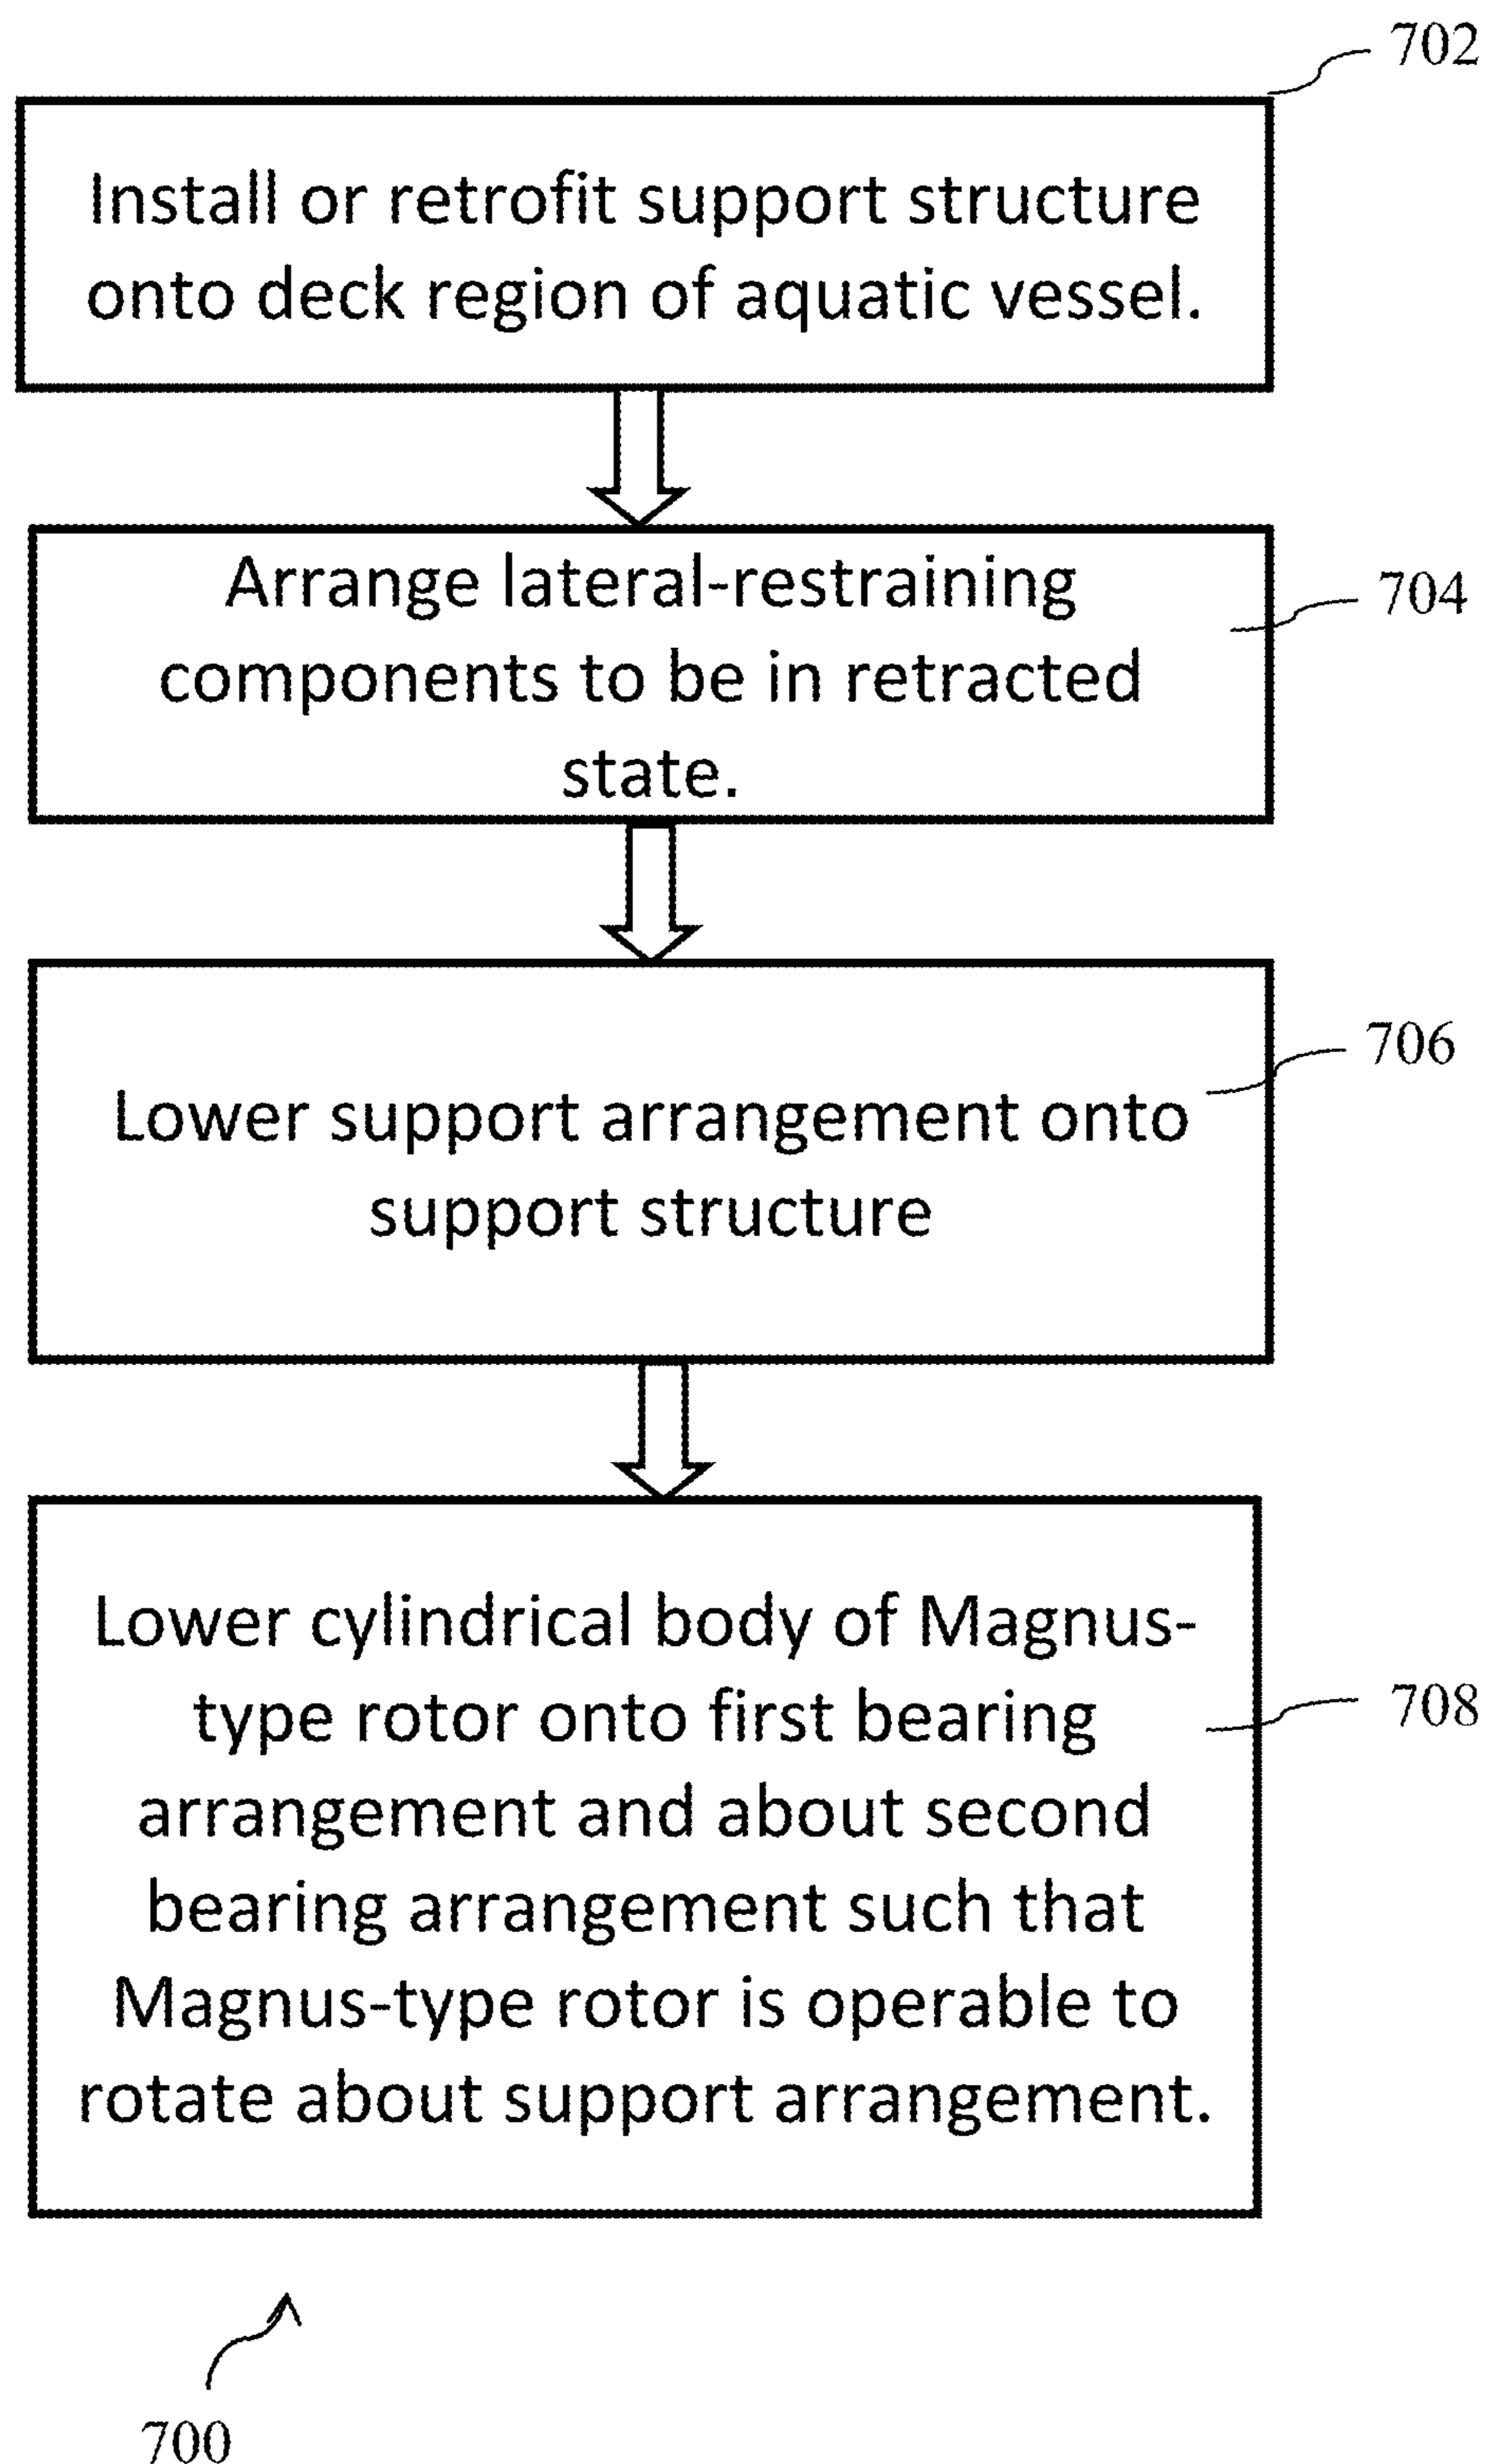 702
Install or retrofit support structure
onto deck region of aquatic vessel.
Arrange lateral-restraining
704
components to be in retracted
state.
706
Lower support arrangement onto
support structure
Lower cylindrical body of Magnus-
type rotor onto first bearing
708
arrangement and about second
bearing arrangement such that
Magnus-type rotor is operable to
rotate about support arrangement.
700